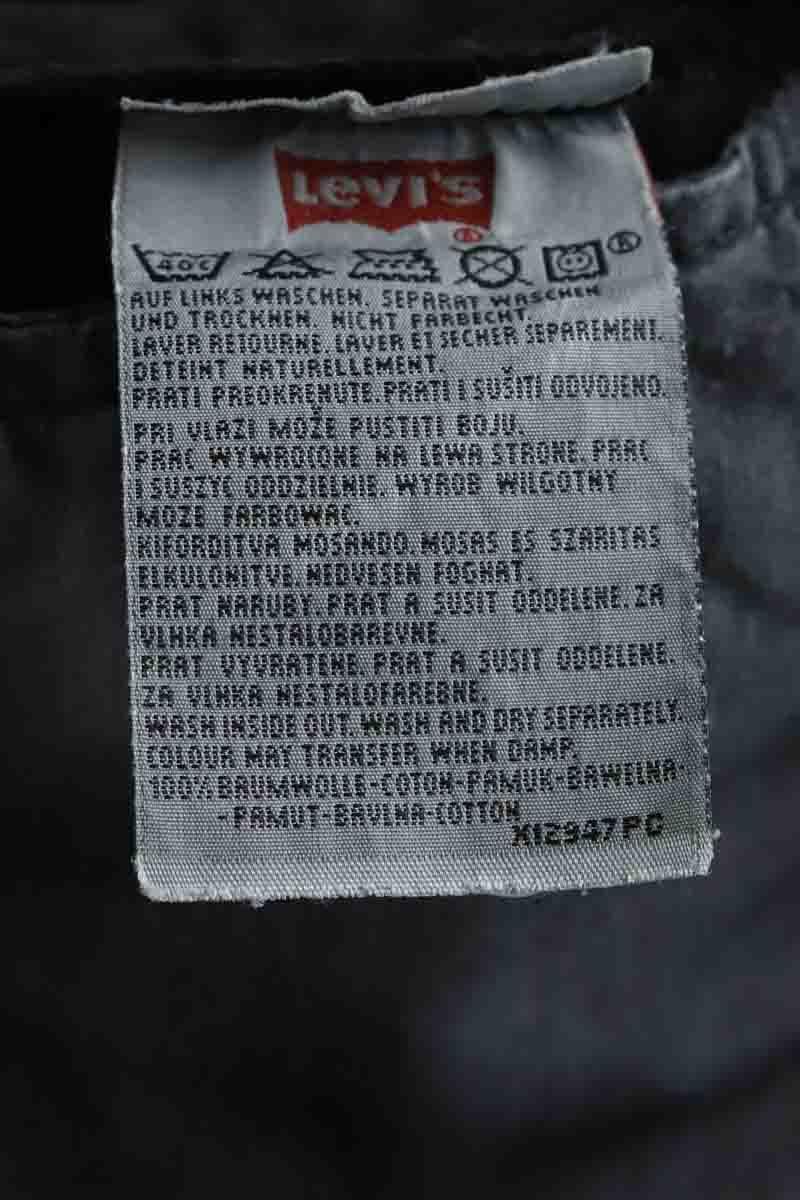 Levi's
®
40C ®
AUF LINKS WASCHEN. SEPARAT WASCHEN
UND TROCKNEN. NICHT FARBECHT.
LAVER RETOURNE. LAVER ET SECHER SEPAREMENT.
DETEINT NATURELLEMENT.
PRATI PREOKRENUTE. PRATI I SUŠITI ODVOJENO.
PRI VLAZI MOŽE PUSTITI BOJU.
PRAC WYWROCONE NA LEWA STRONE. PRAC
I SUSZYC ODDZIELNIE. WYROB WILGOTNY
MOZE FARBOWAC.
KIFORDITVA MOSANDO. MOSAS ES SZARITAS
ELKULONITVE. NEDVESEN FOGHAT.
PRAT NARUBY. PRAT A SUSIT ODDELENE. ZA
VLHKA NESTALOBAREVNE.
PRAT VYVRATENE. PRAT A SUSIT ODDELENE.
ZA VLHKA NESTALOFAREBNE.
WASH INSIDE OUT. WASH AND DRY SEPARATELY.
COLOUR MAY TRANSFER WHEN DAMP.
100% BAUMWOLLE-COTON-PAMUK-BAWELNA-
-PAMUT-BAVLNA-COTTON
X12947PC